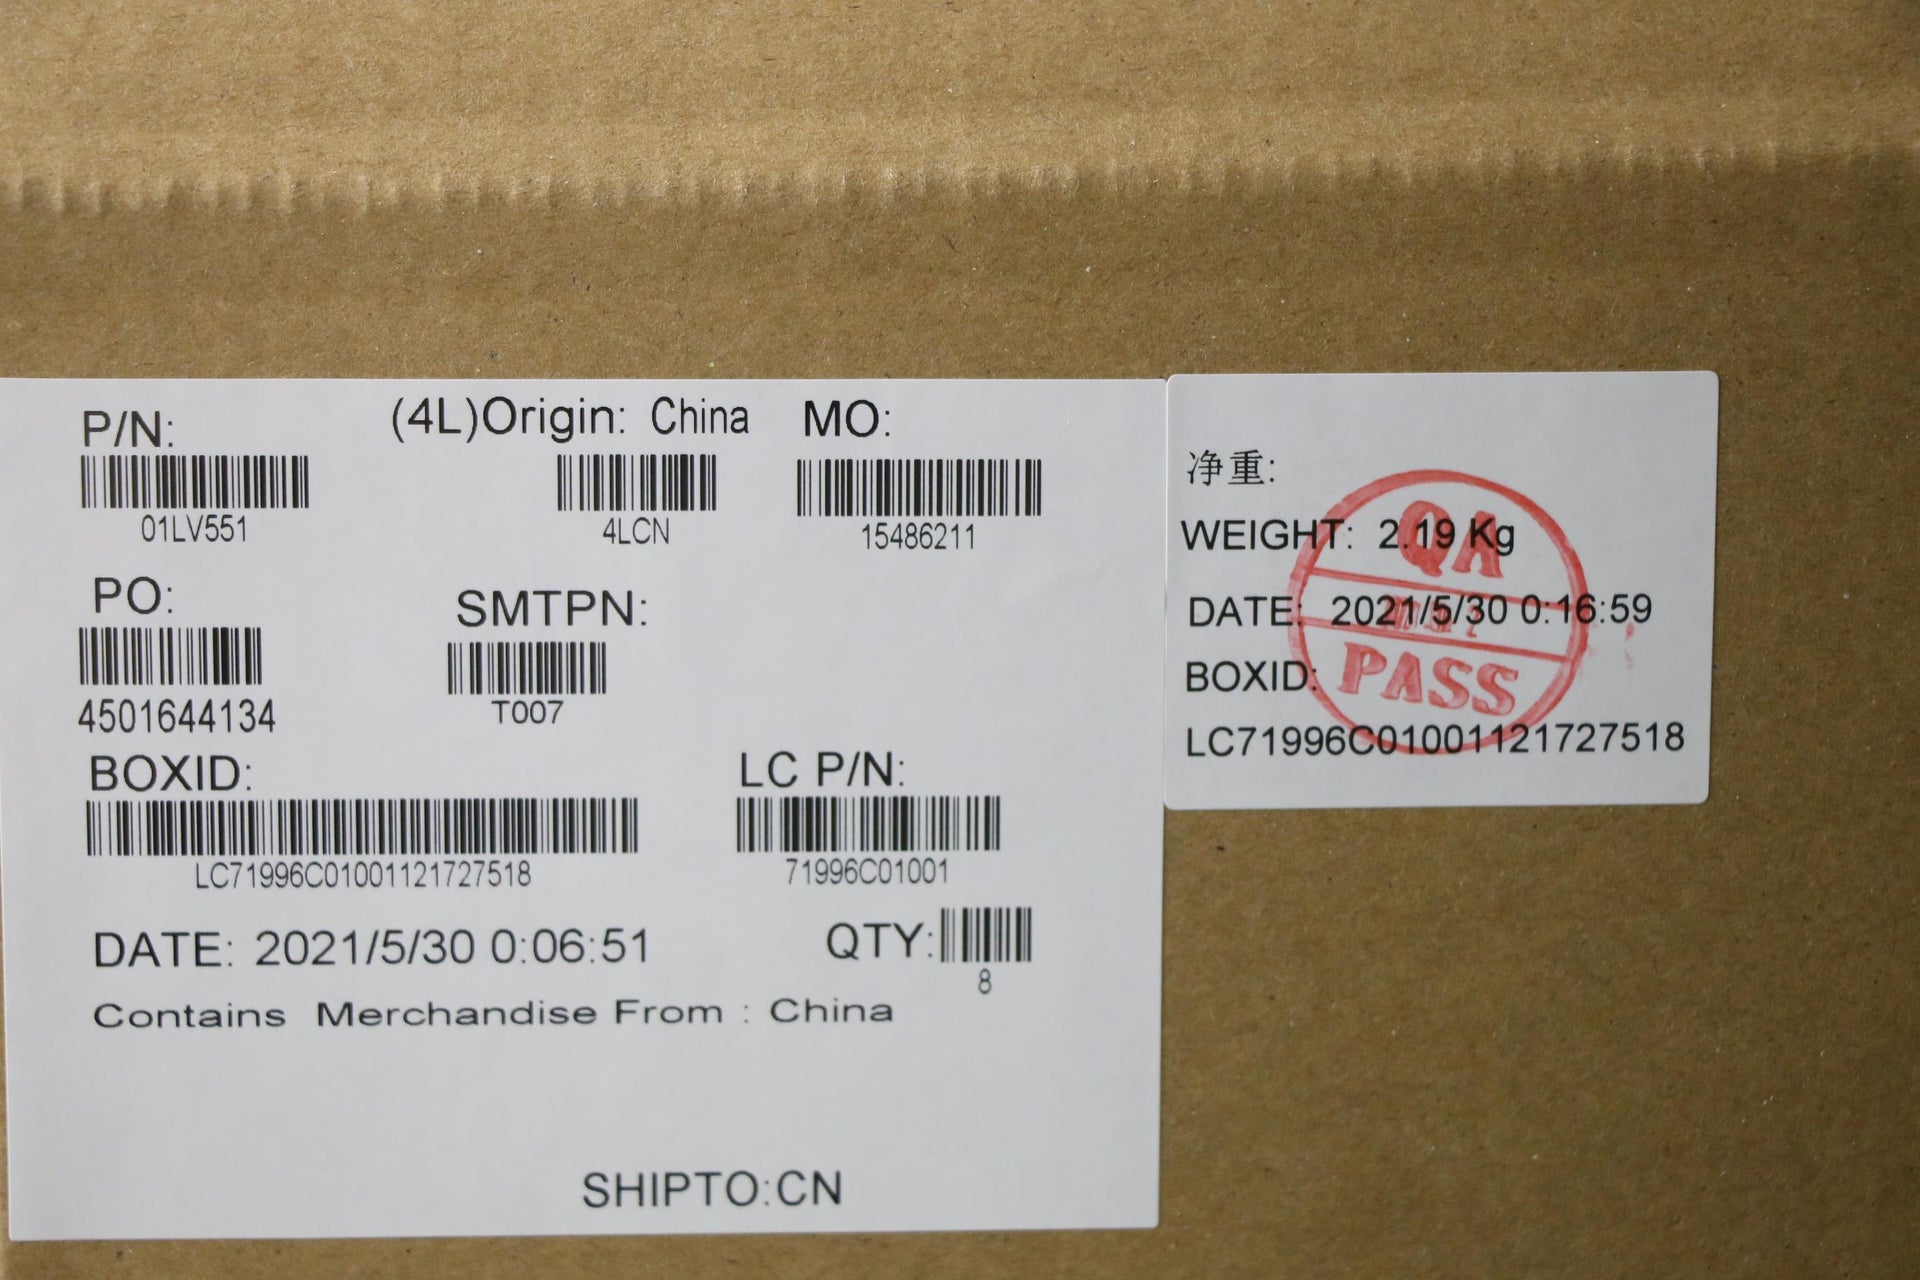 P/N: (4L)Origin: China MO:
01LV551 4LCN 15486211
PO: SMTPN:
4501644134 T007
BOXID: LC P/N:
LC71996C01001121727518 71996C01001
DATE: 2021/5/30 0:06:51 QTY:
8
Contains Merchandise From : China
SHIPTO:CN
净重:
WEIGHT: 2.19 Kg
DATE: 2021/5/30 0:16:59
BOXID:
LC71996C01001121727518
QA
PASS